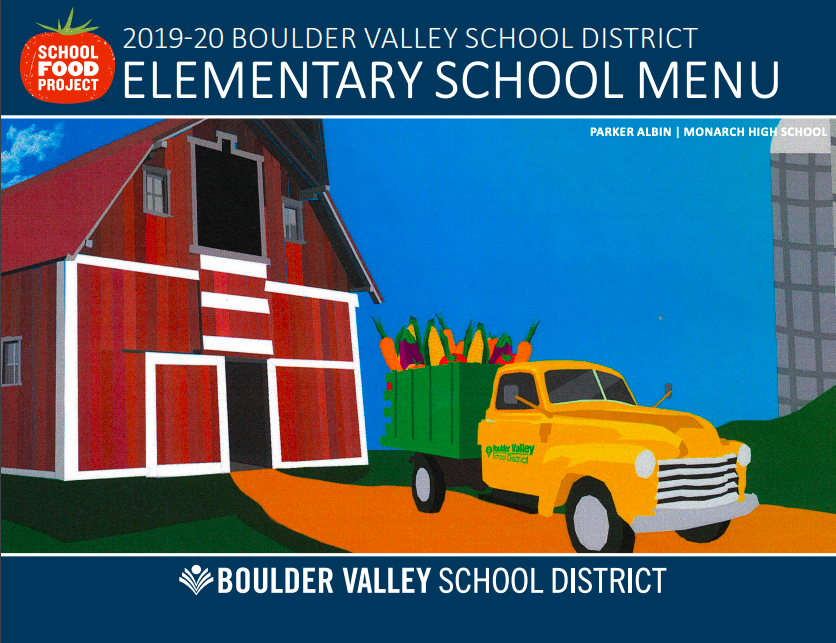 SCHOOL
FOOD
PROJECT
2019-20 BOULDER VALLEY SCHOOL DISTRICT
ELEMENTARY SCHOOL MENU
PARKER ALBIN | MONARCH HIGH SCHOOL
Boulder Valley
School District
BOULDER VALLEY SCHOOL DISTRICT